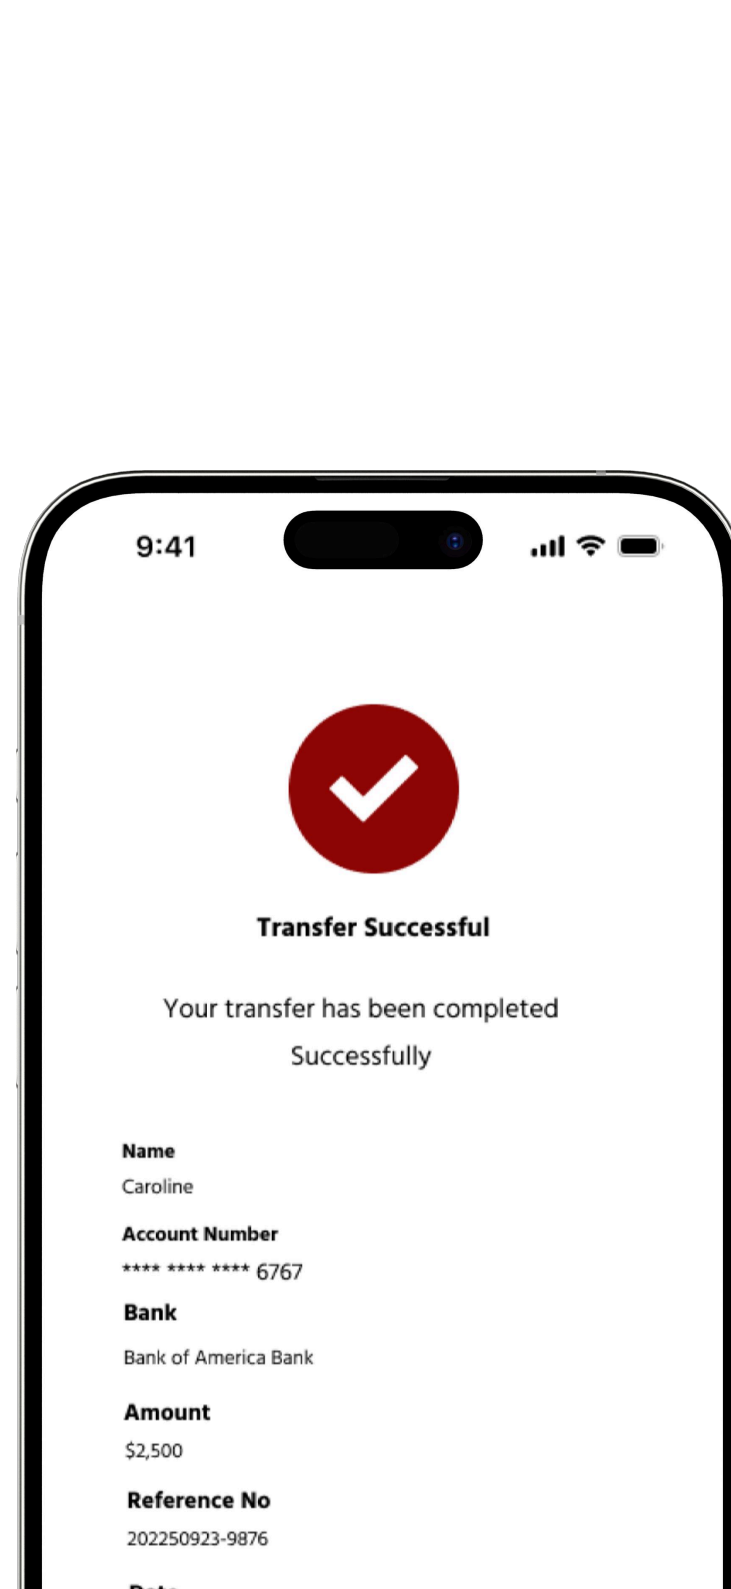 9:41
Transfer Successful
Your transfer has been completed
Successfully
Name
Caroline
Account Number
**** **** **** 6767
Bank
Bank of America Bank
Amount
$2,500
Reference No
202250923-9876